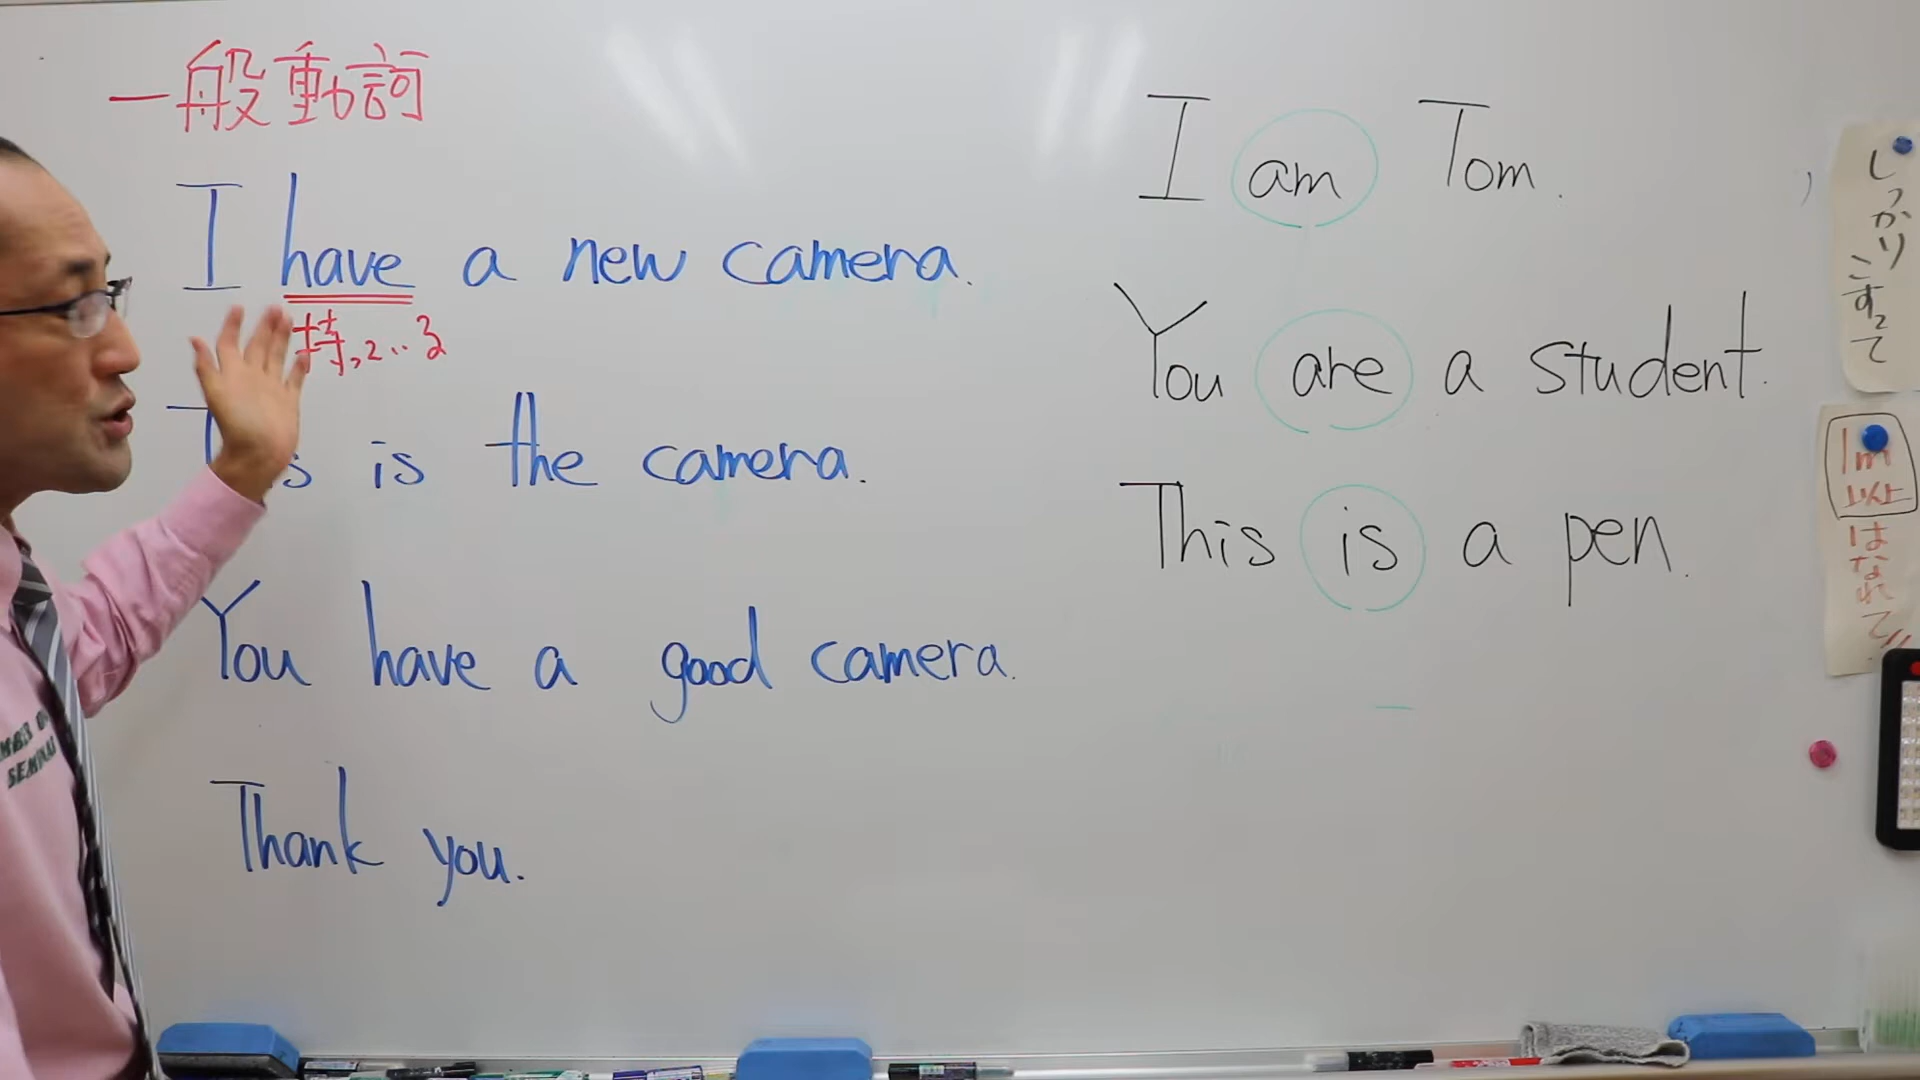 一般動詞
I have a new camera.
持っている
is the camera.
You have a good camera.
Thank you.
I am Tom.
You are a student.
This is a pen.
しっかり
こすって
1m
以上
はなれて!!
SEMINAR